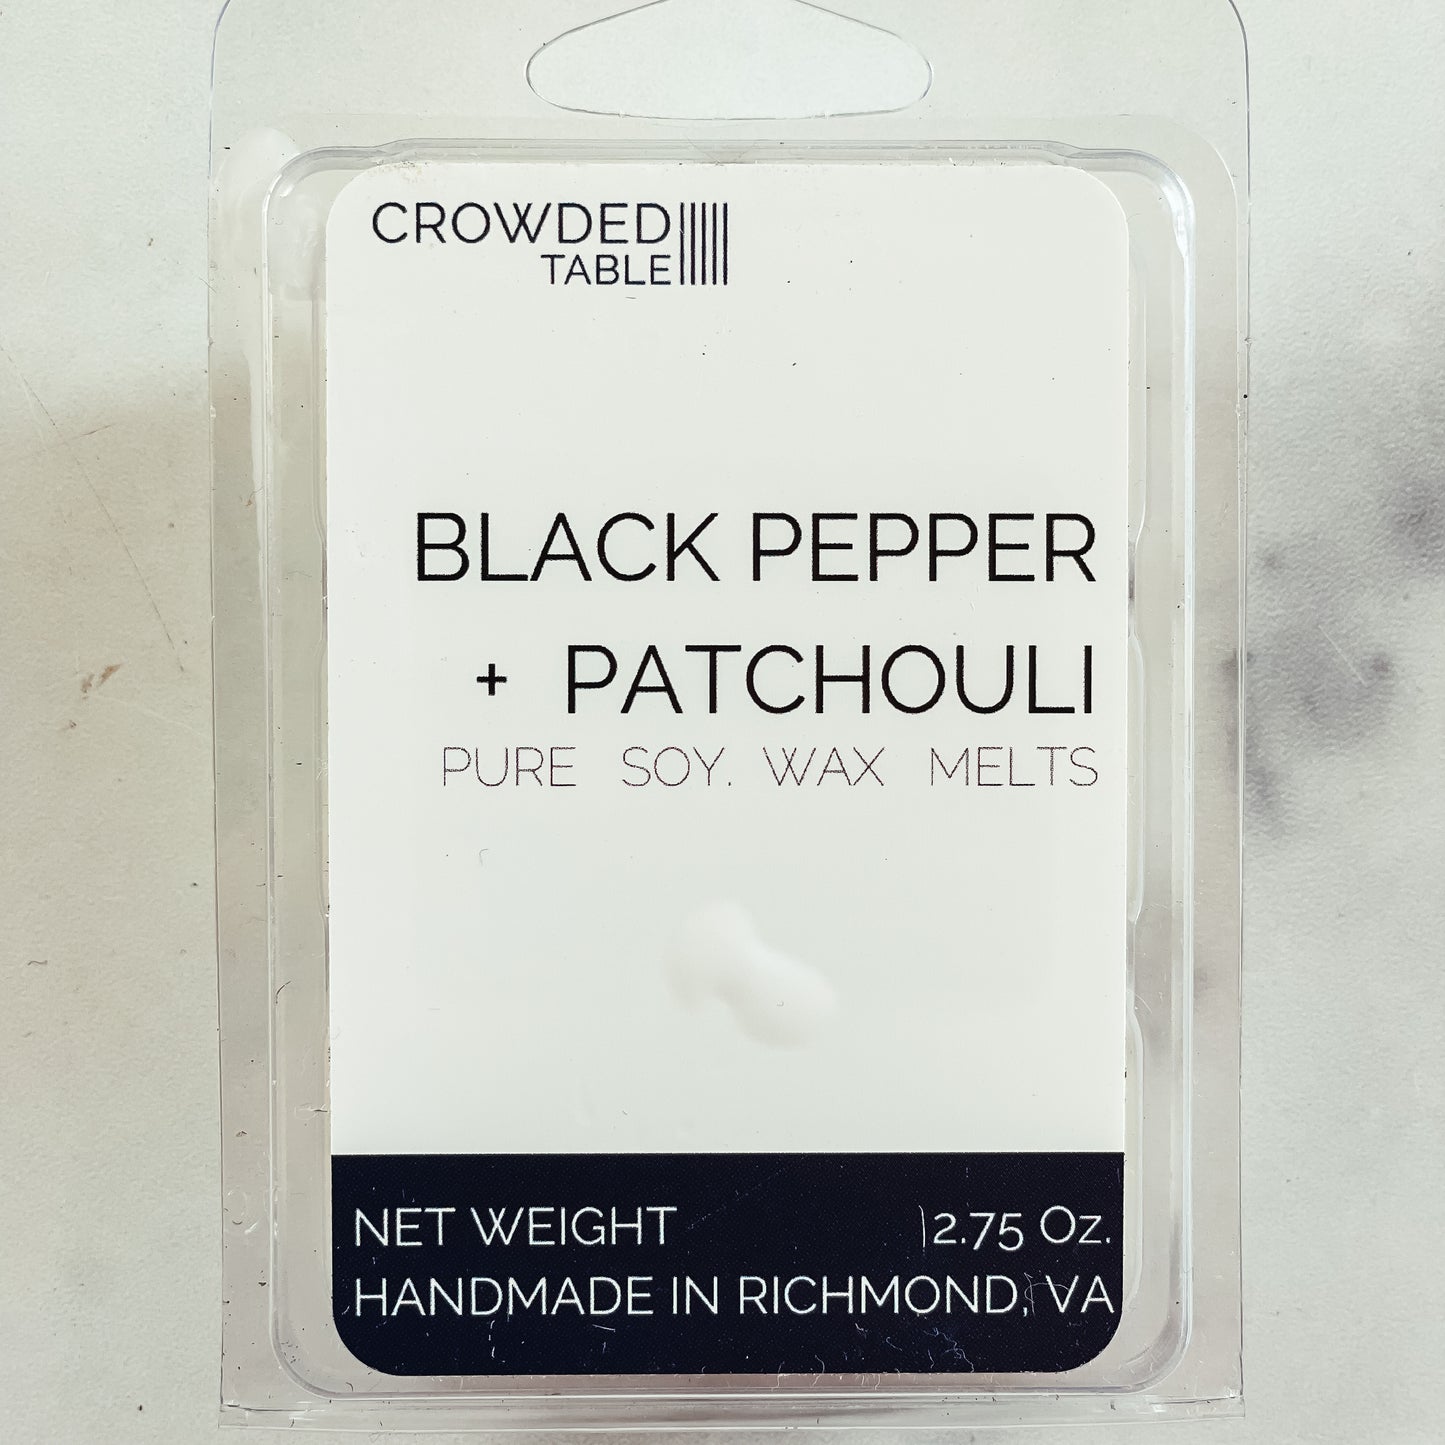 CROWDED
TABLE
BLACK PEPPER
+ PATCHOULI
PURE SOY. WAX MELTS
NET WEIGHT 2.75 Oz.
HANDMADE IN RICHMOND, VA